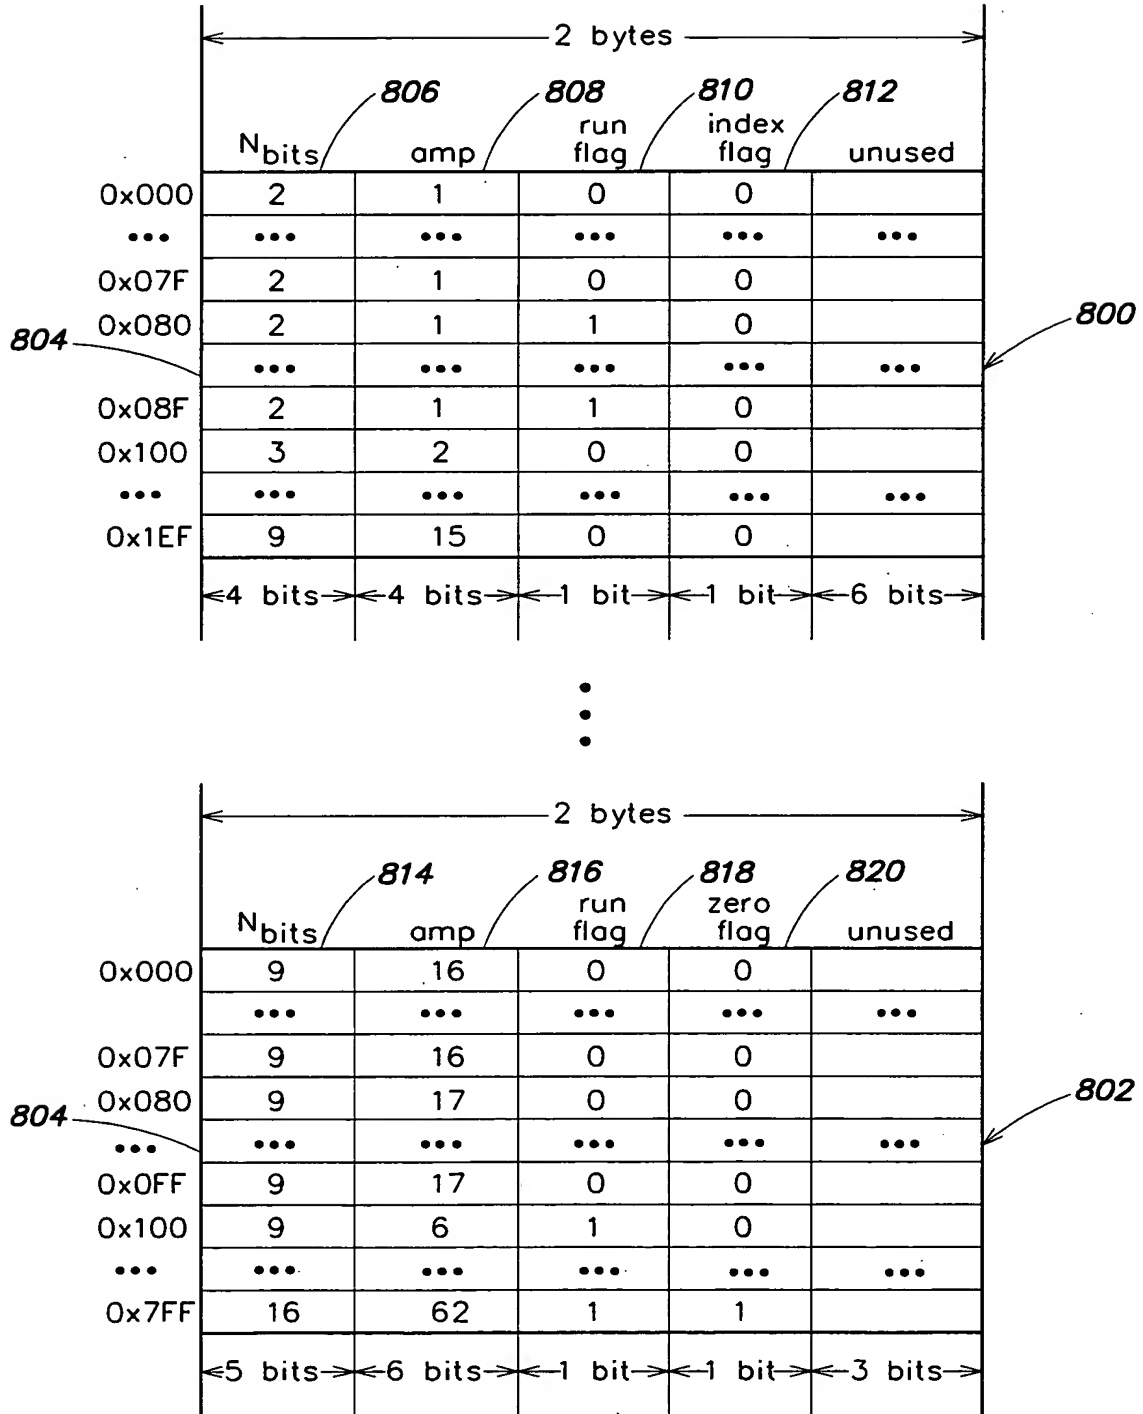 2 bytes
806 808 810 812
N bits amp run flag index flag unused
0x000 2 1 0 0
••• ••• ••• ••• ••• •••
0x07F 2 1 0 0
0x080 2 1 1 0
800
804
••• ••• ••• ••• •••
0x08F 2 1 1 0
0x100 3 2 0 0
••• ••• ••• ••• ••• •••
0x1EF 9 15 0 0
4 bits 4 bits 1 bit 1 bit 6 bits
2 bytes
814 816 818 820
N bits amp run flag zero flag unused
0x000 9 16 0 0
••• ••• ••• ••• •••
0x07F 9 16 0 0
804 0x080 9 17 0 0 802
••• ••• ••• ••• ••• •••
0x0FF 9 17 0 0
0x100 9 6 1 0
••• ••• ••• ••• ••• •••
0x7FF 16 62 1 1
5 bits 6 bits 1 bit 1 bit 3 bits